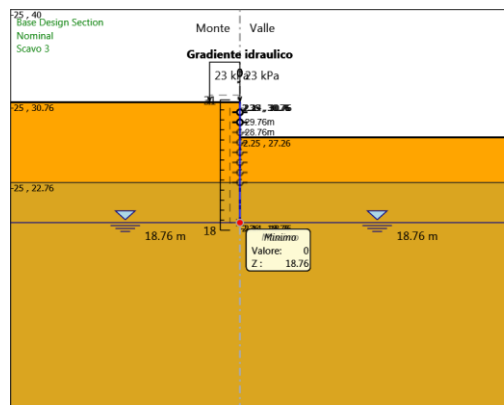 -25 , 40
Base Design Section
Nominal
Scavo 3
Monte
Valle
Gradiente idraulico
23 kPa
23 kPa
-25 , 30.76
29.76m
28.76m
2.25 , 27.26
-25 , 22.76
18
18.76 m
18.76 m
Minimo
Valore: 0
Z : 18.76